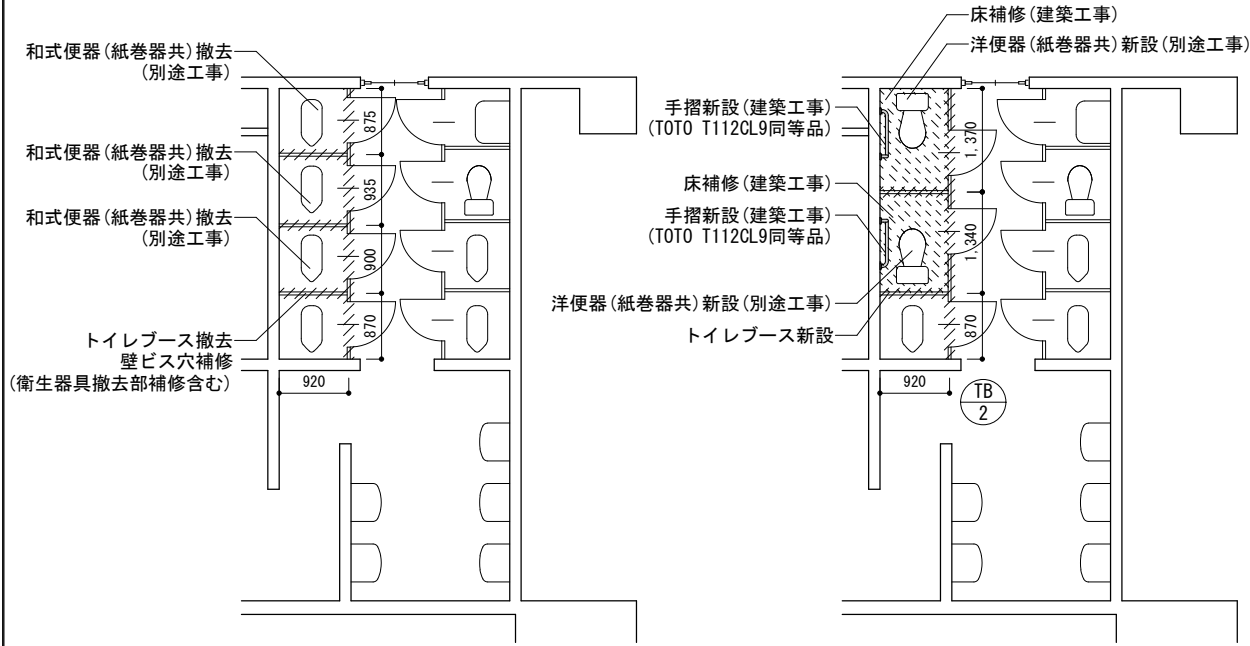 和式便器(紙巻器共)撤去
(別途工事)
和式便器(紙巻器共)撤去
(別途工事)
和式便器(紙巻器共)撤去
(別途工事)
トイレブース撤去
壁ビス穴補修
(衛生器具撤去部補修含む)
875
935
900
870
920
床補修(建築工事)
洋便器(紙巻器共)新設(別途工事)
手摺新設(建築工事)
(TOTO T112CL9同等品)
床補修(建築工事)
手摺新設(建築工事)
(TOTO T112CL9同等品)
洋便器(紙巻器共)新設(別途工事)
トイレブース新設
1,370
1,340
870
920
TB
2